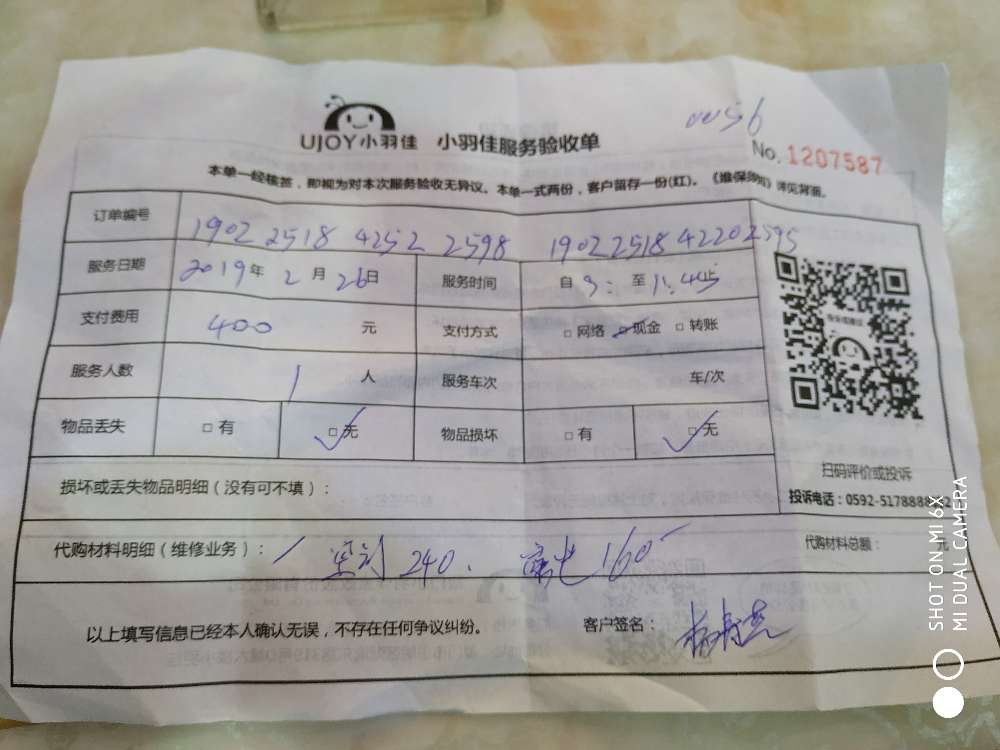 0056
UJOY小羽佳 小羽佳服务验收单
No. 1207587
本单一经核签，即视为对本次服务验收无异议。本单一式两份，客户留存一份(红)。《维保须知》详见背面。
订单编号 1902 2518 4252 2598 1902 2518 4220 2595
服务日期 2019年 2月 26日 服务时间 自 9: 至 11:45止
支付费用 400 元 支付方式 □网络 □现金 □转账
服务人数 1 人 服务车次 车/次
物品丢失 □有 □无 物品损坏 □有 □无
扫码评价或投诉
损坏或丢失物品明细（没有可不填）：
投诉电话：0592-5178888
代购材料明细（维修业务）： 240. 160 代购材料总额： 元
以上填写信息已经本人确认无误，不存在任何争议纠纷。 客户签名：
SHOT ON MI 6X
MI DUAL CAMERA